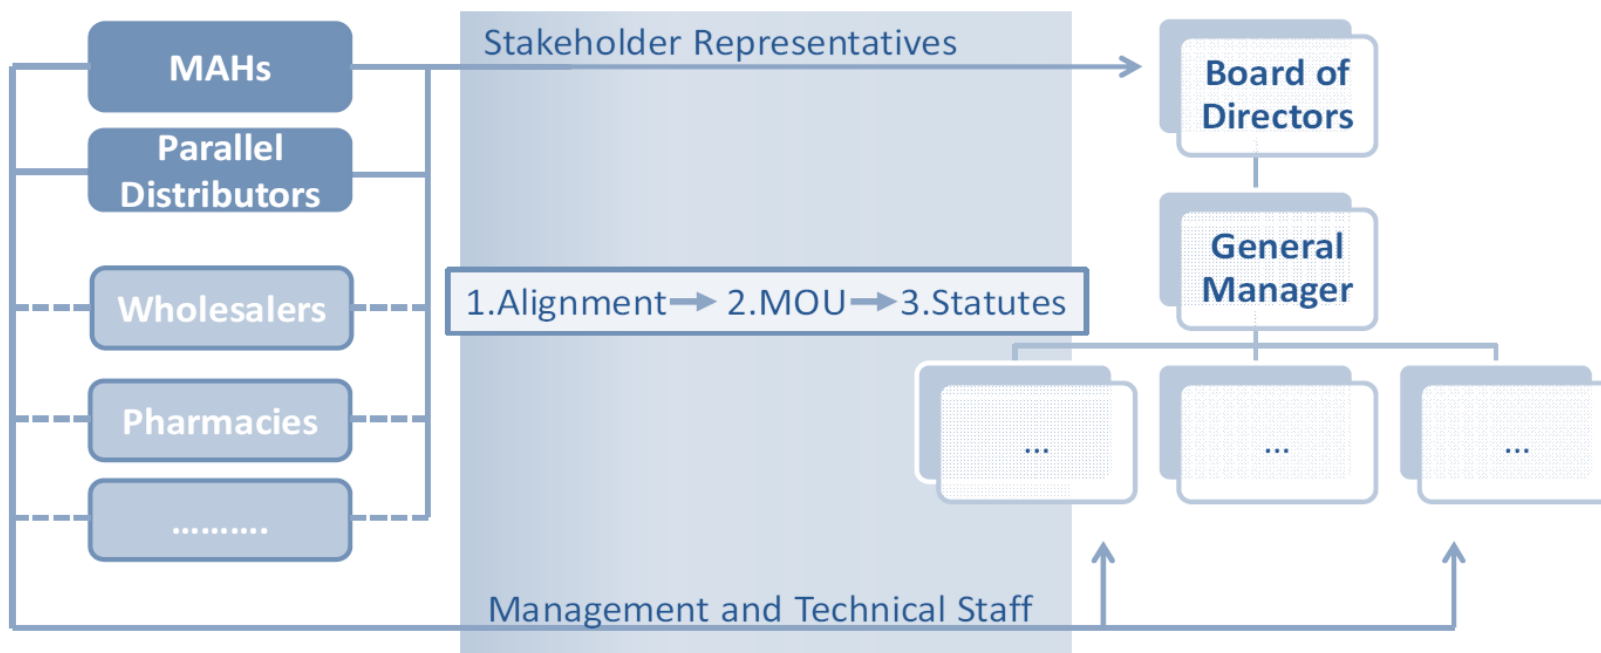 MAHs
Parallel
Distributors
Wholesalers
Pharmacies
..........
Stakeholder Representatives
1.Alignment
2.MOU
3.Statutes
Management and Technical Staff
Board of
Directors
General
Manager
...
...
...